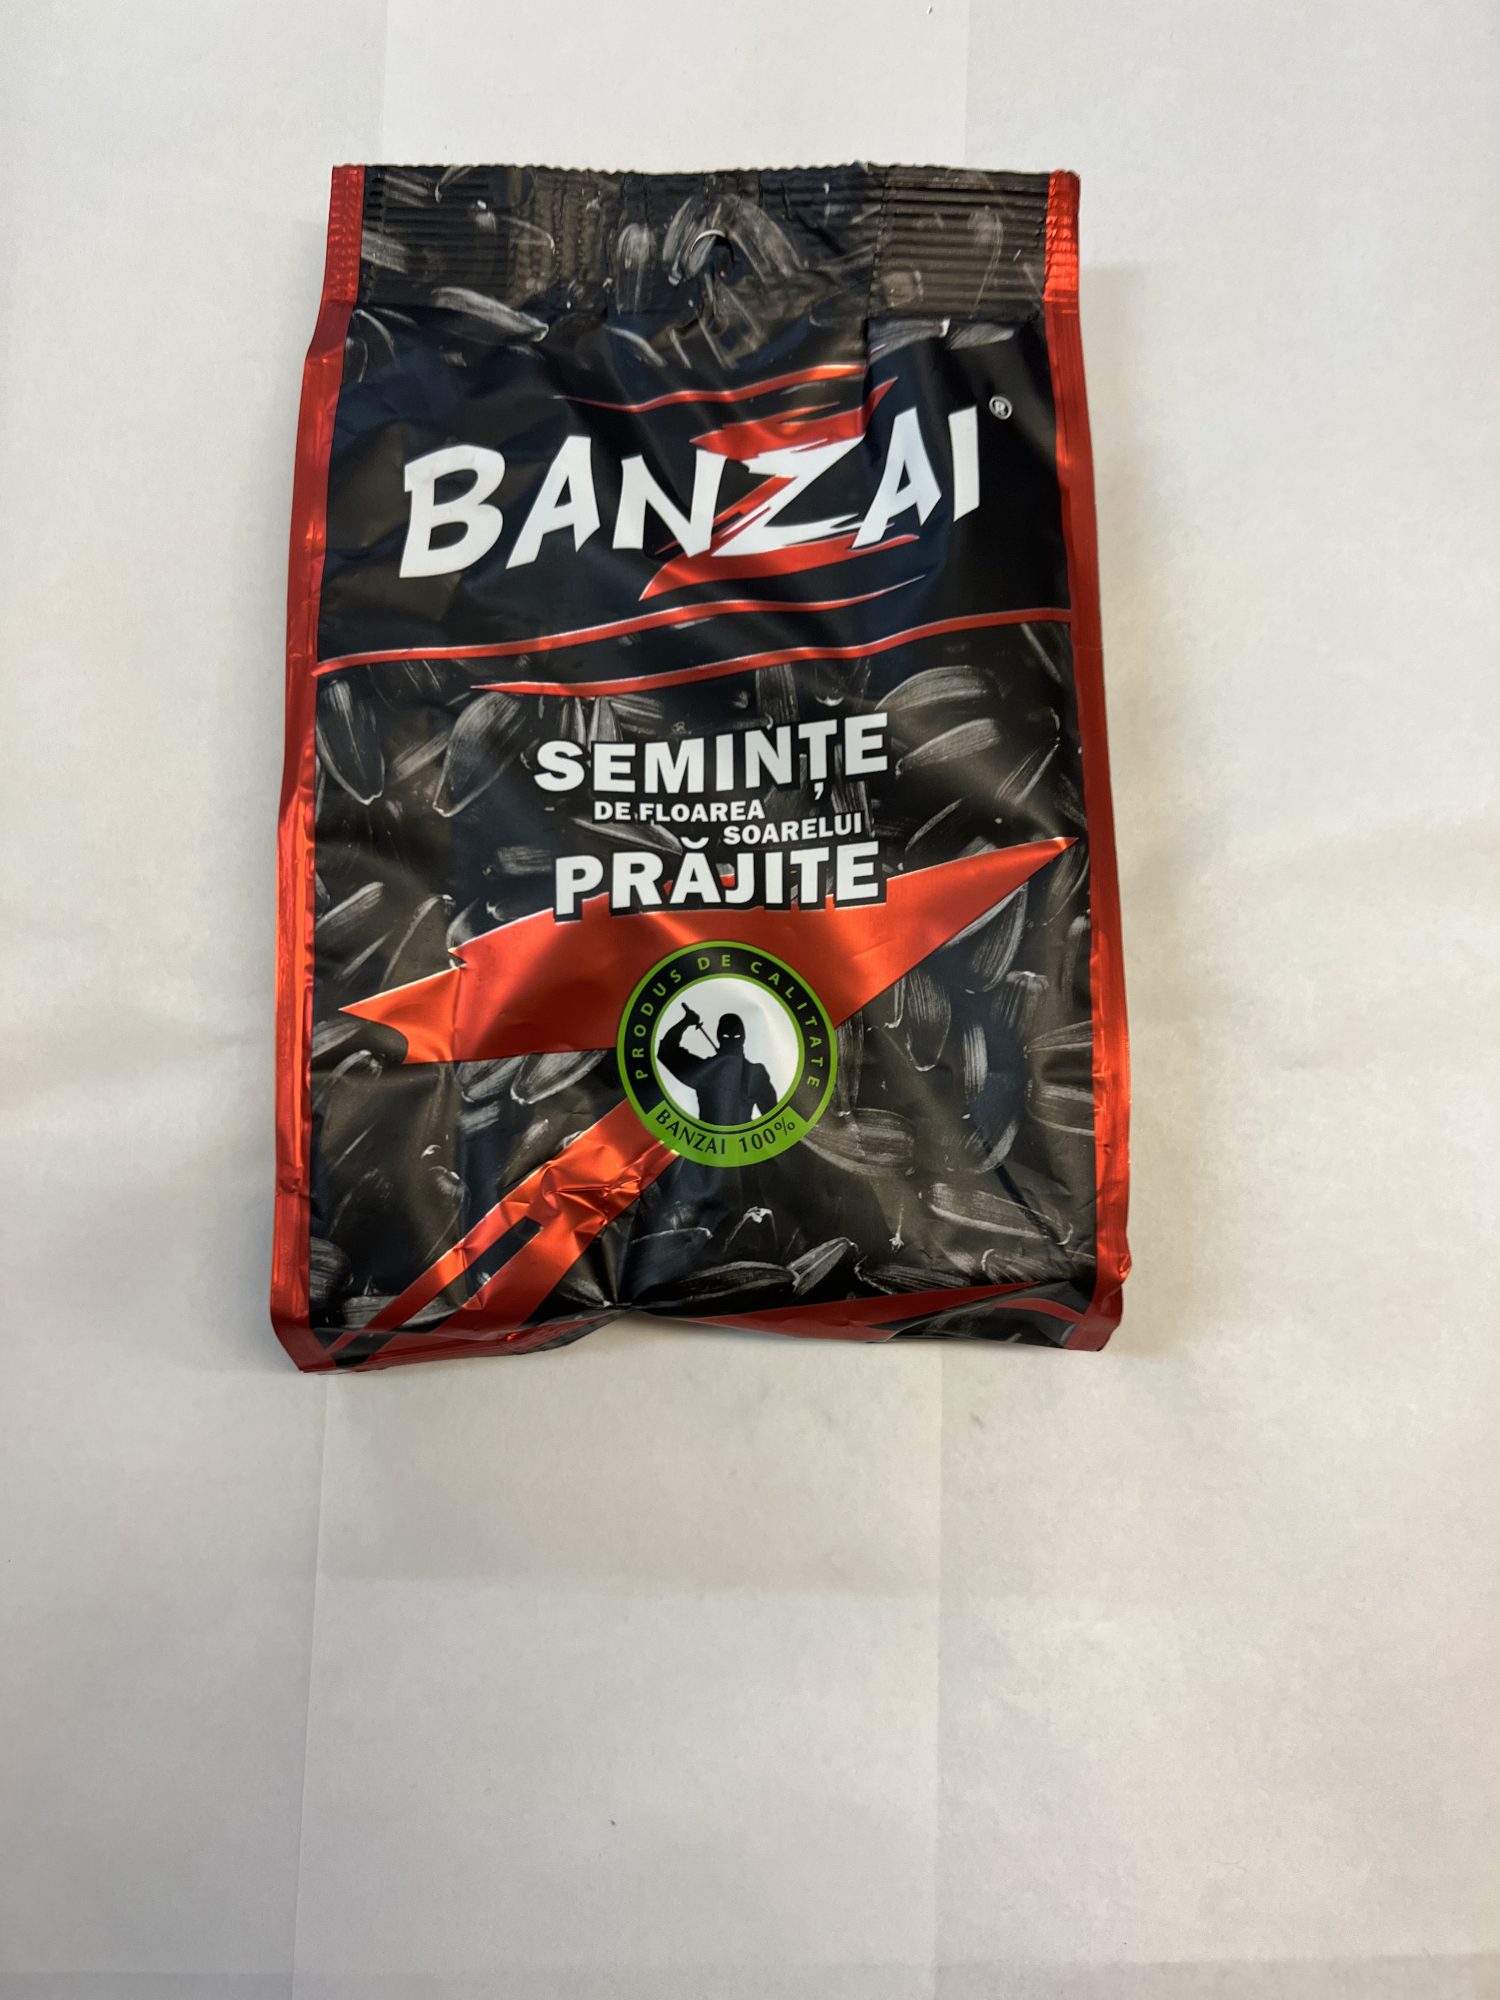 BANZAI®
SEMINȚE
DE FLOAREA
SOARELUI
PRĂJITE
PRODUS DE CALITATE
BANZAI 100%